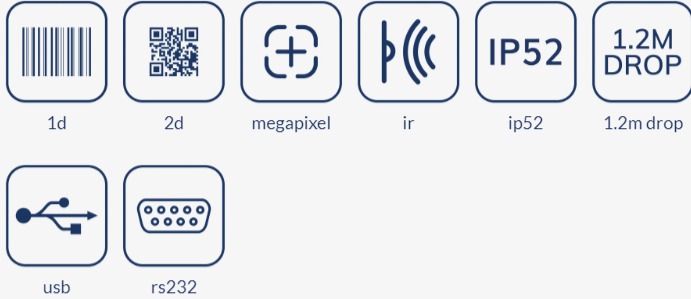 IP52
1.2M
DROP
1d
2d
megapixel
ir
ip52
1.2m drop
usb
rs232